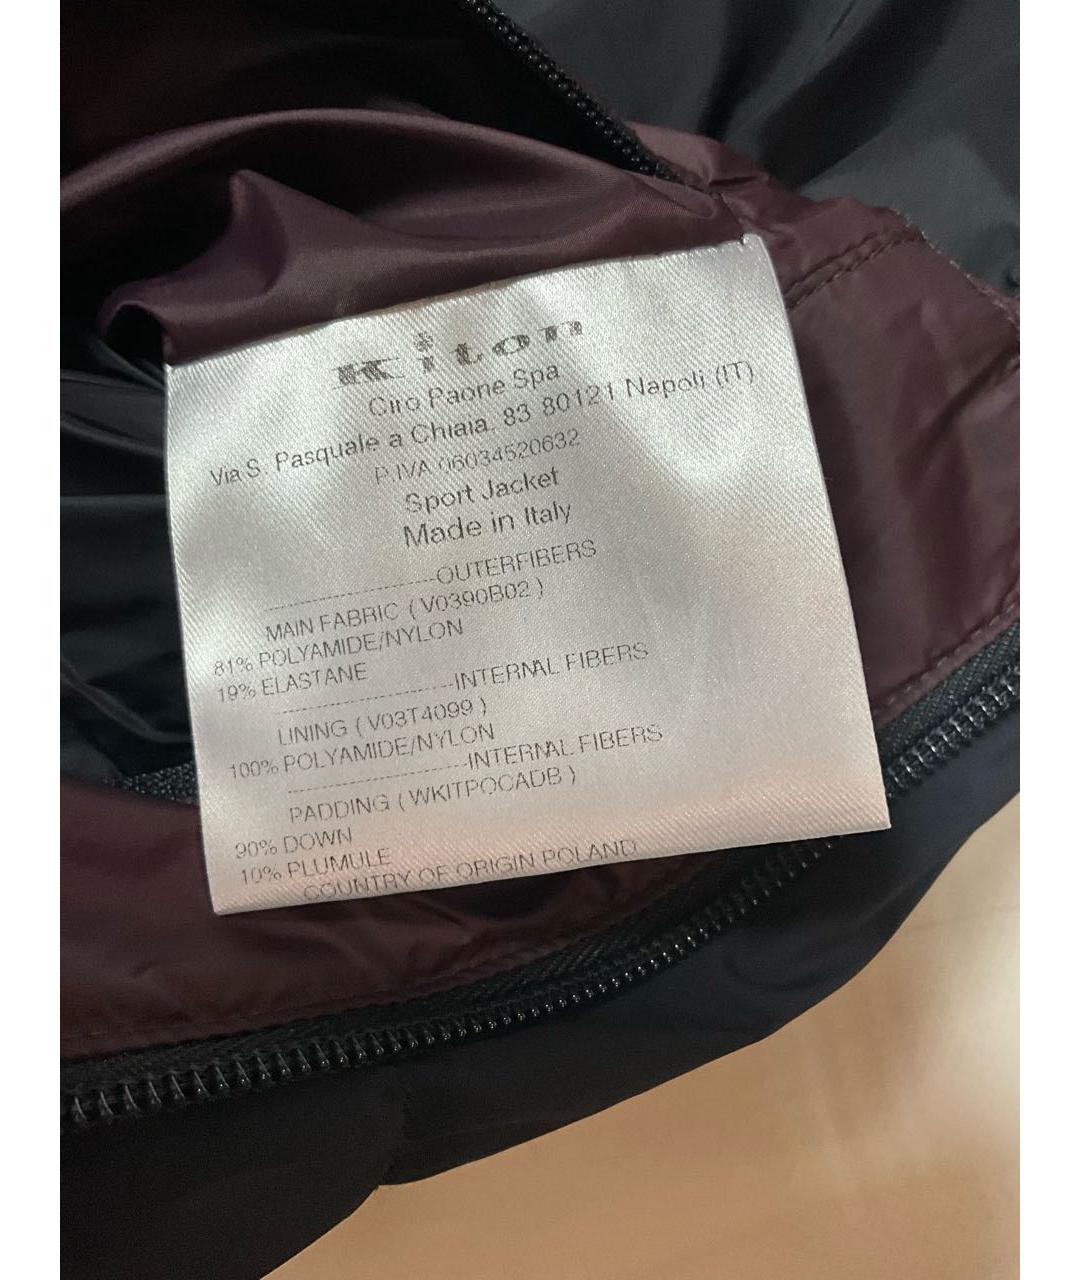 Kiton
Ciro Paone Spa
Via S. Pasquale a Chiaia, 83 80121 Napoli (IT)
P.IVA 06034520632
Sport Jacket
Made in Italy
--------------------OUTERFIBERS
MAIN FABRIC ( V0390B02 )
81% POLYAMIDE/NYLON
19% ELASTANE
--------------------INTERNAL FIBERS
LINING ( V03T4099 )
100% POLYAMIDE/NYLON
--------------------INTERNAL FIBERS
PADDING ( WKITPOCADB )
90% DOWN
10% PLUMULE
COUNTRY OF ORIGIN POLAND